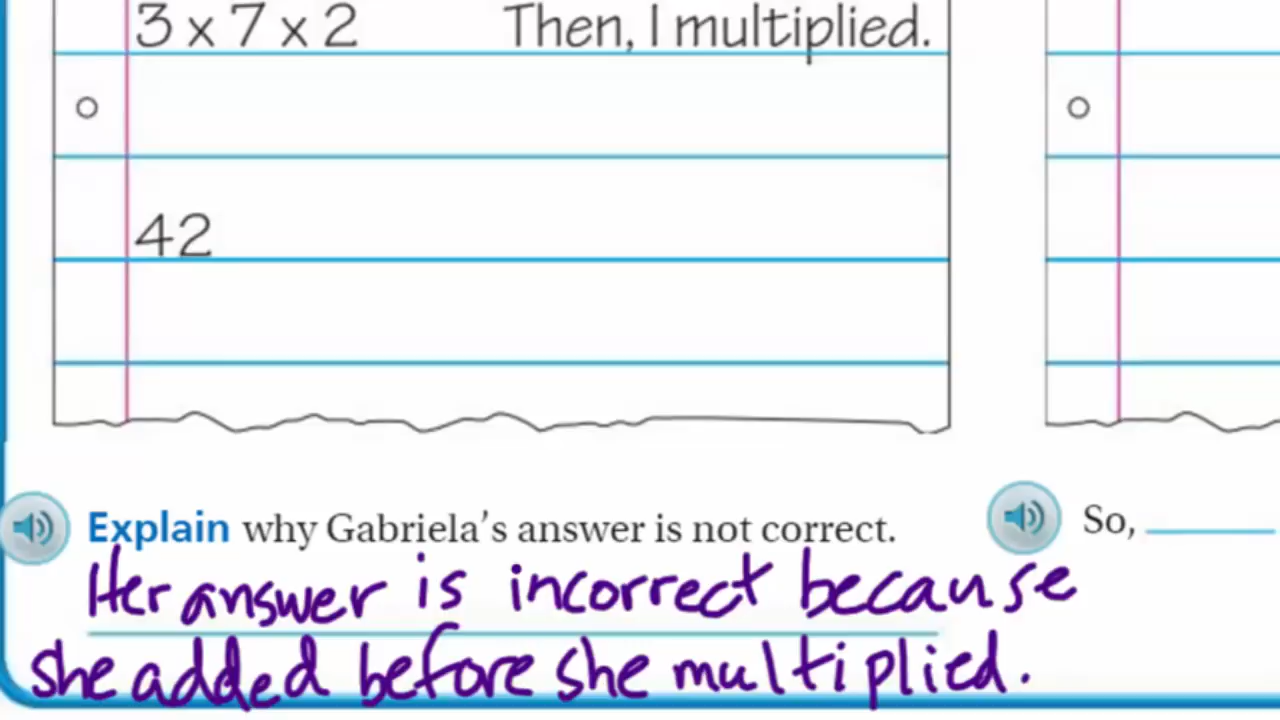 3 x 7 x 2 Then, I multiplied.
42
Explain why Gabriela's answer is not correct.
So,
Her answer is incorrect because
she added before she multiplied.